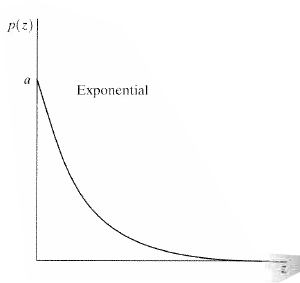 p(z)
a
Exponential
z